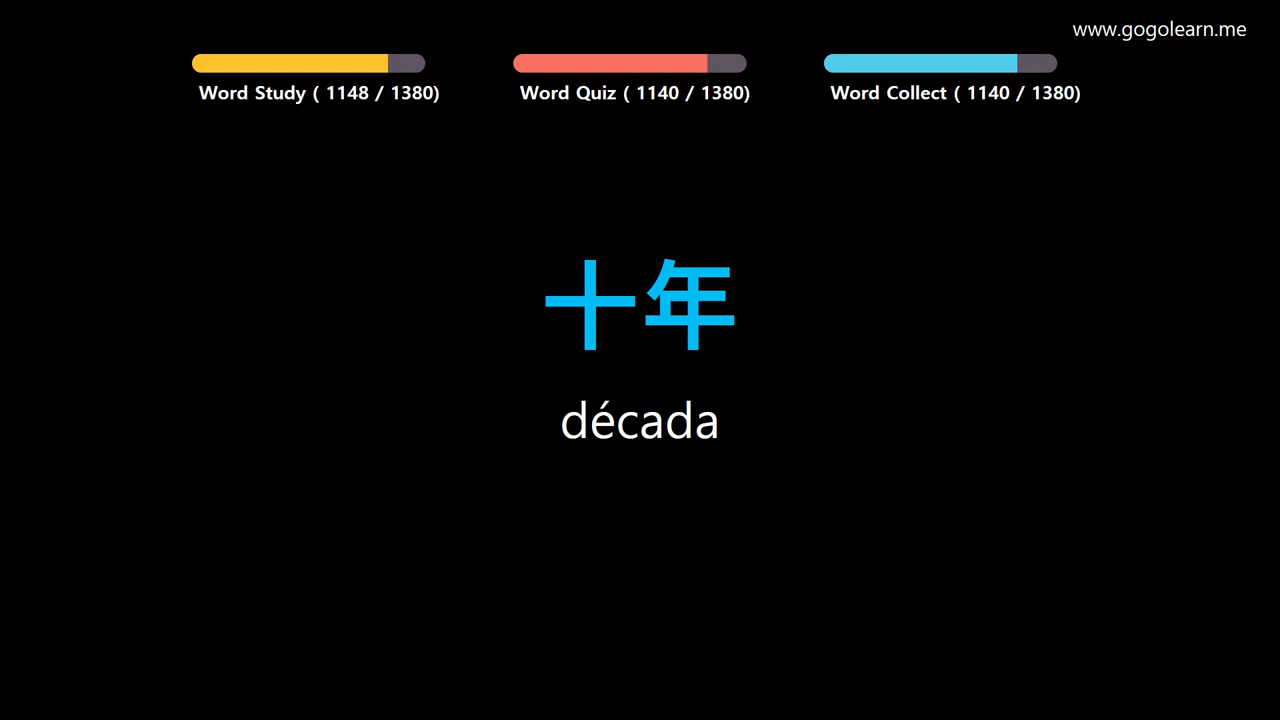 www.gogolearn.me
Word Study ( 1148 / 1380)
Word Quiz ( 1140 / 1380)
Word Collect ( 1140 / 1380)
十年
década